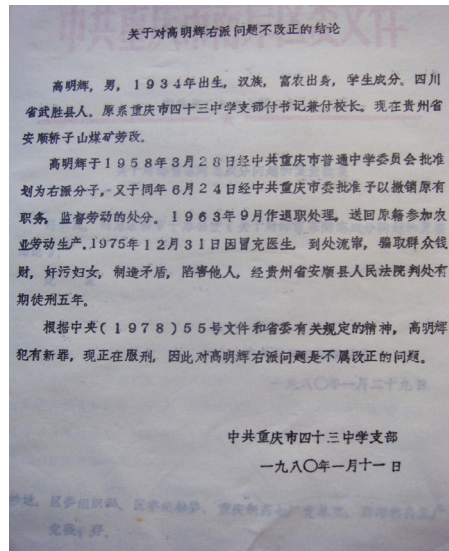 关于对高明辉右派问题不改正的结论
高明辉，男，1934年出生，汉族，富农出身，学生成分。四川
省武胜县人。原系重庆市四十三中学支部付书记兼付校长。现在贵州省
安顺轿子山煤矿劳改。
高明辉于1958年3月28日经中共重庆市普通中学委员会批准
划为右派分子，又于同年6月24日经中共重庆市委批准予以撤销原有
职务，监督劳动的处分。1963年9月作退职处理，送回原籍参加农
业劳动生产。1975年12月31日因冒充医生，到处流窜，骗取群众钱
财，奸污妇女，制造矛盾，陷害他人，经贵州省安顺县人民法院判处有
期徒刑五年。
根据中央（1978）55号文件和省委有关规定的精神，高明辉
犯有新罪，现正在服刑，因此对高明辉右派问题是不属改正的问题。
中共重庆市四十三中学支部
一九八〇年一月十一日